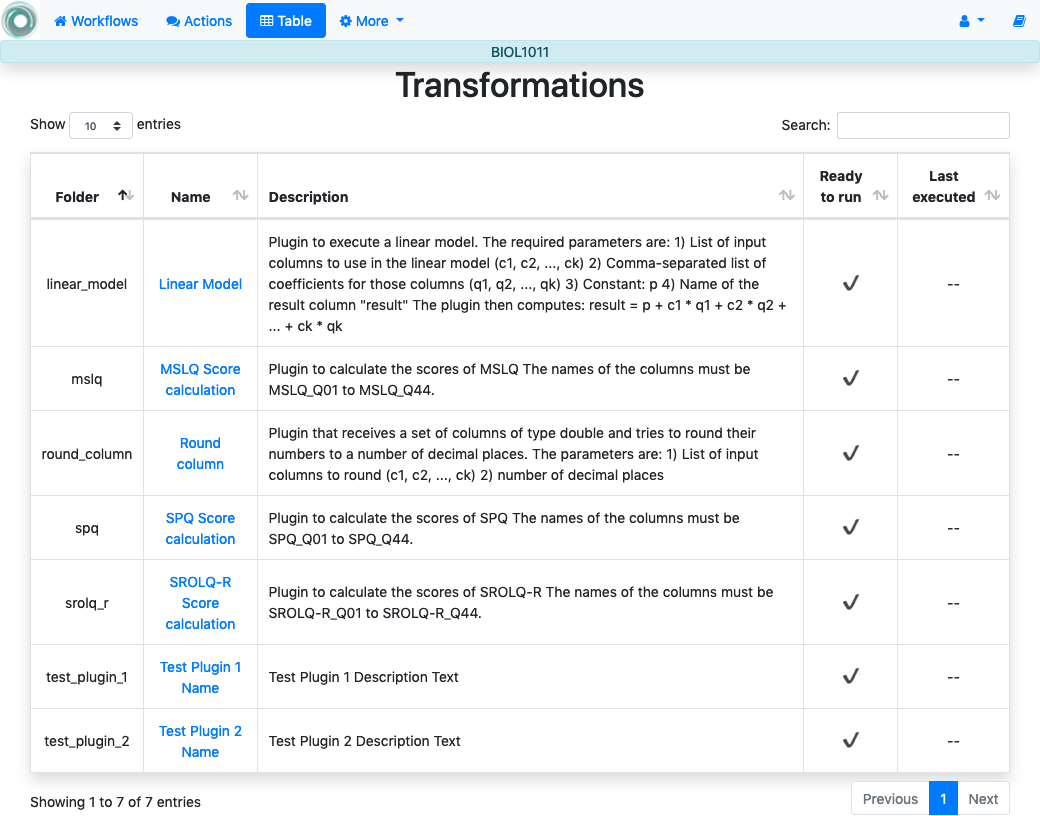 Workflows Actions Table More
BIOL1011
Transformations
Show 10 entries Search:
Folder Name Description Ready to run Last executed
linear_model
Linear Model
Plugin to execute a linear model. The required parameters are: 1) List of input
columns to use in the linear model (c1, c2, ..., ck) 2) Comma-separated list of
coefficients for those columns (q1, q2, ..., qk) 3) Constant: p 4) Name of the
result column "result" The plugin then computes: result = p + c1 * q1 + c2 * q2 +
... + ck * qk
✔
--
mslq
MSLQ Score
calculation
Plugin to calculate the scores of MSLQ The names of the columns must be
MSLQ_Q01 to MSLQ_Q44.
✔
--
round_column
Round
column
Plugin that receives a set of columns of type double and tries to round their
numbers to a number of decimal places. The parameters are: 1) List of input
columns to round (c1, c2, ..., ck) 2) number of decimal places
✔
--
spq
SPQ Score
calculation
Plugin to calculate the scores of SPQ The names of the columns must be
SPQ_Q01 to SPQ_Q44.
✔
--
srolq_r
SROLQ-R
Score
calculation
Plugin to calculate the scores of SROLQ-R The names of the columns must be
SROLQ-R_Q01 to SROLQ-R_Q44.
✔
--
test_plugin_1
Test Plugin 1
Name
Test Plugin 1 Description Text
✔
--
test_plugin_2
Test Plugin 2
Name
Test Plugin 2 Description Text
✔
--
Showing 1 to 7 of 7 entries Previous 1 Next